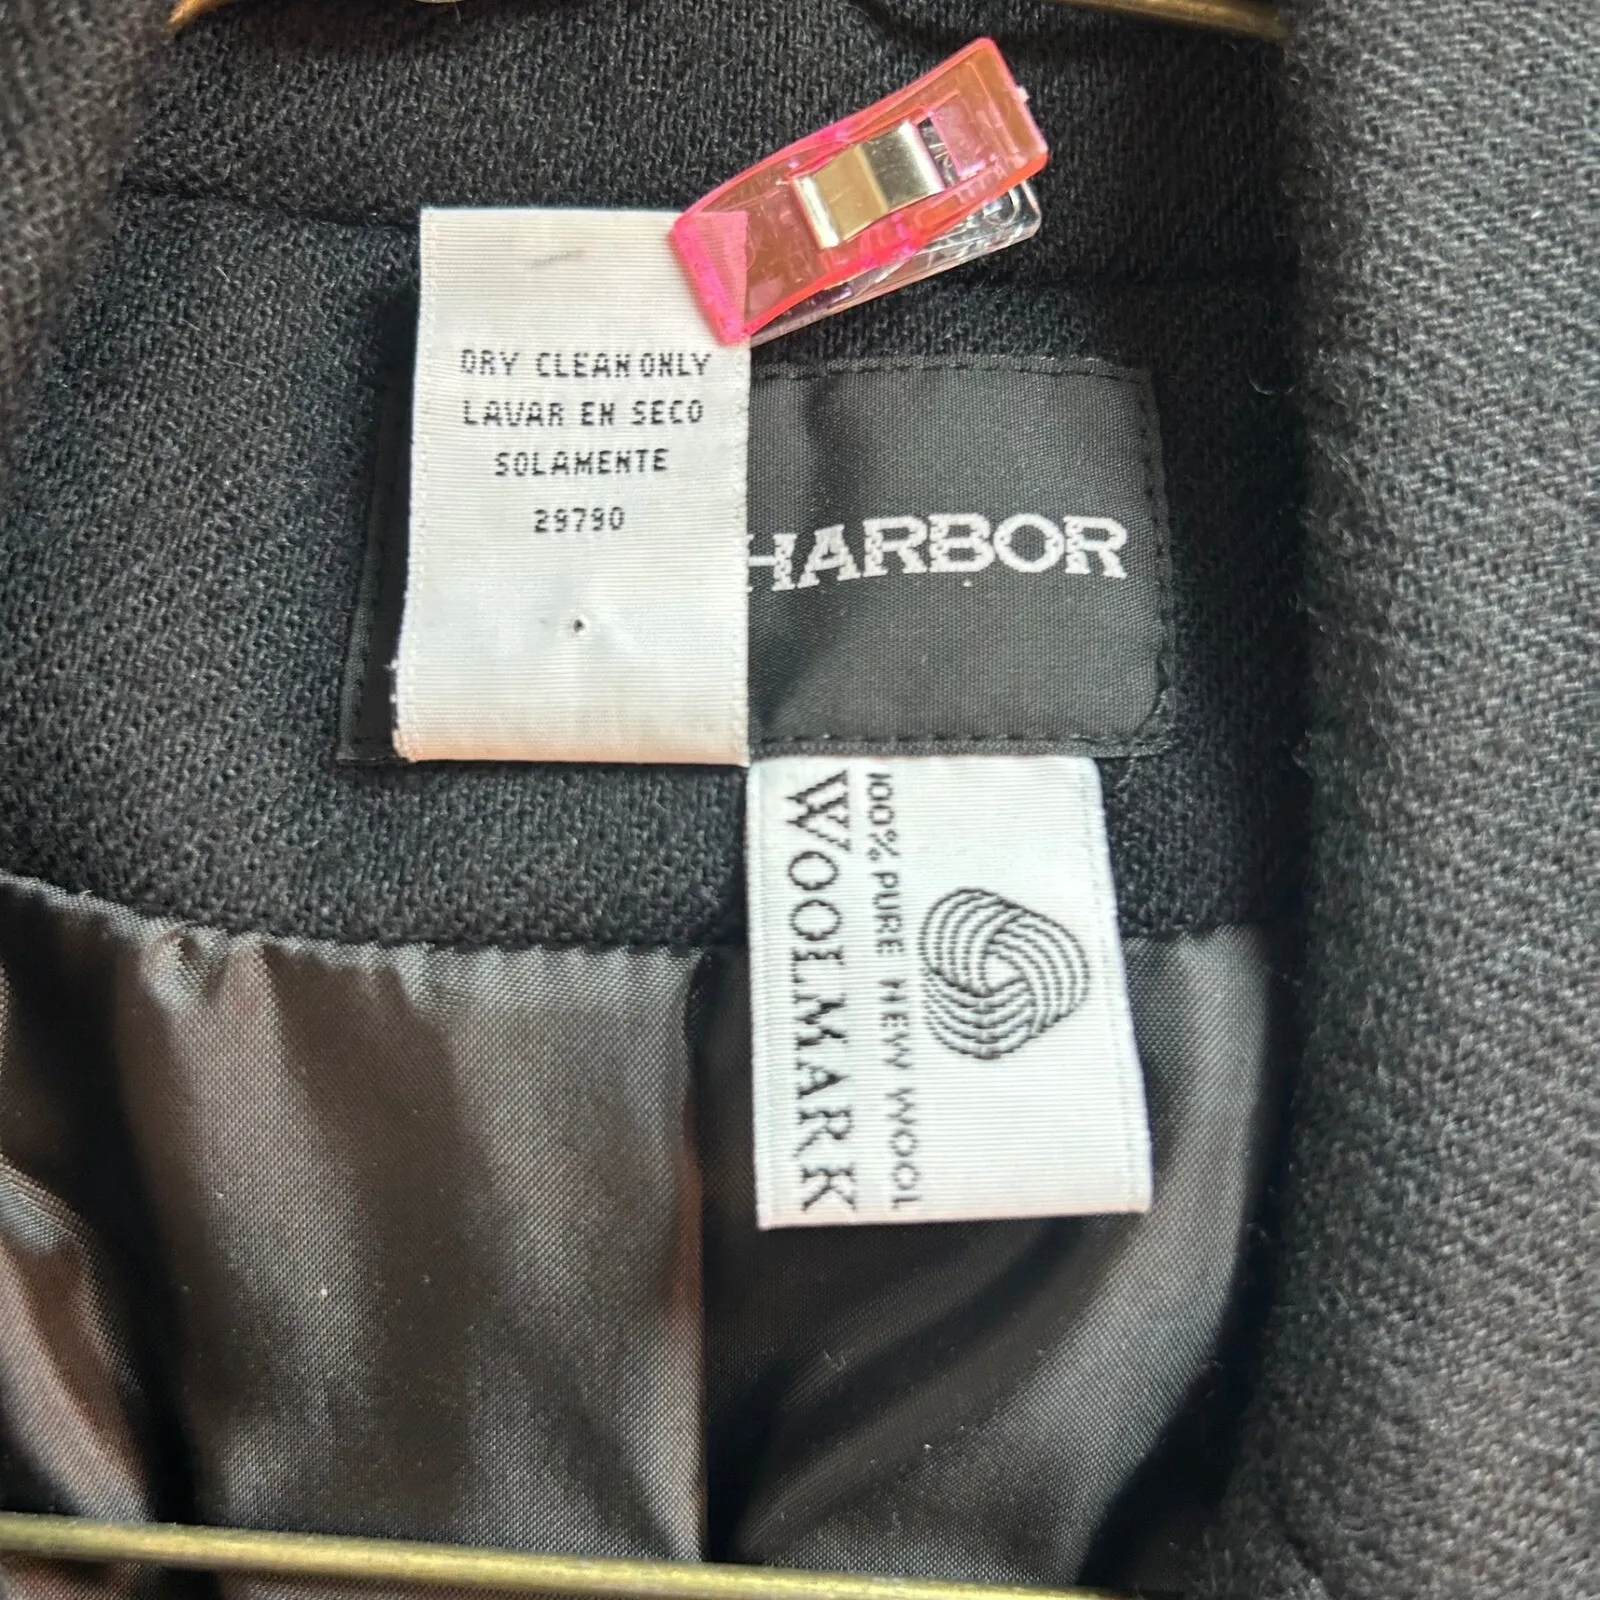 DRY CLEAN ONLY
LAVAR EN SECO
SOLAMENTE
29790
HARBOR
WOOLMARK
100% PURE NEW WOOL